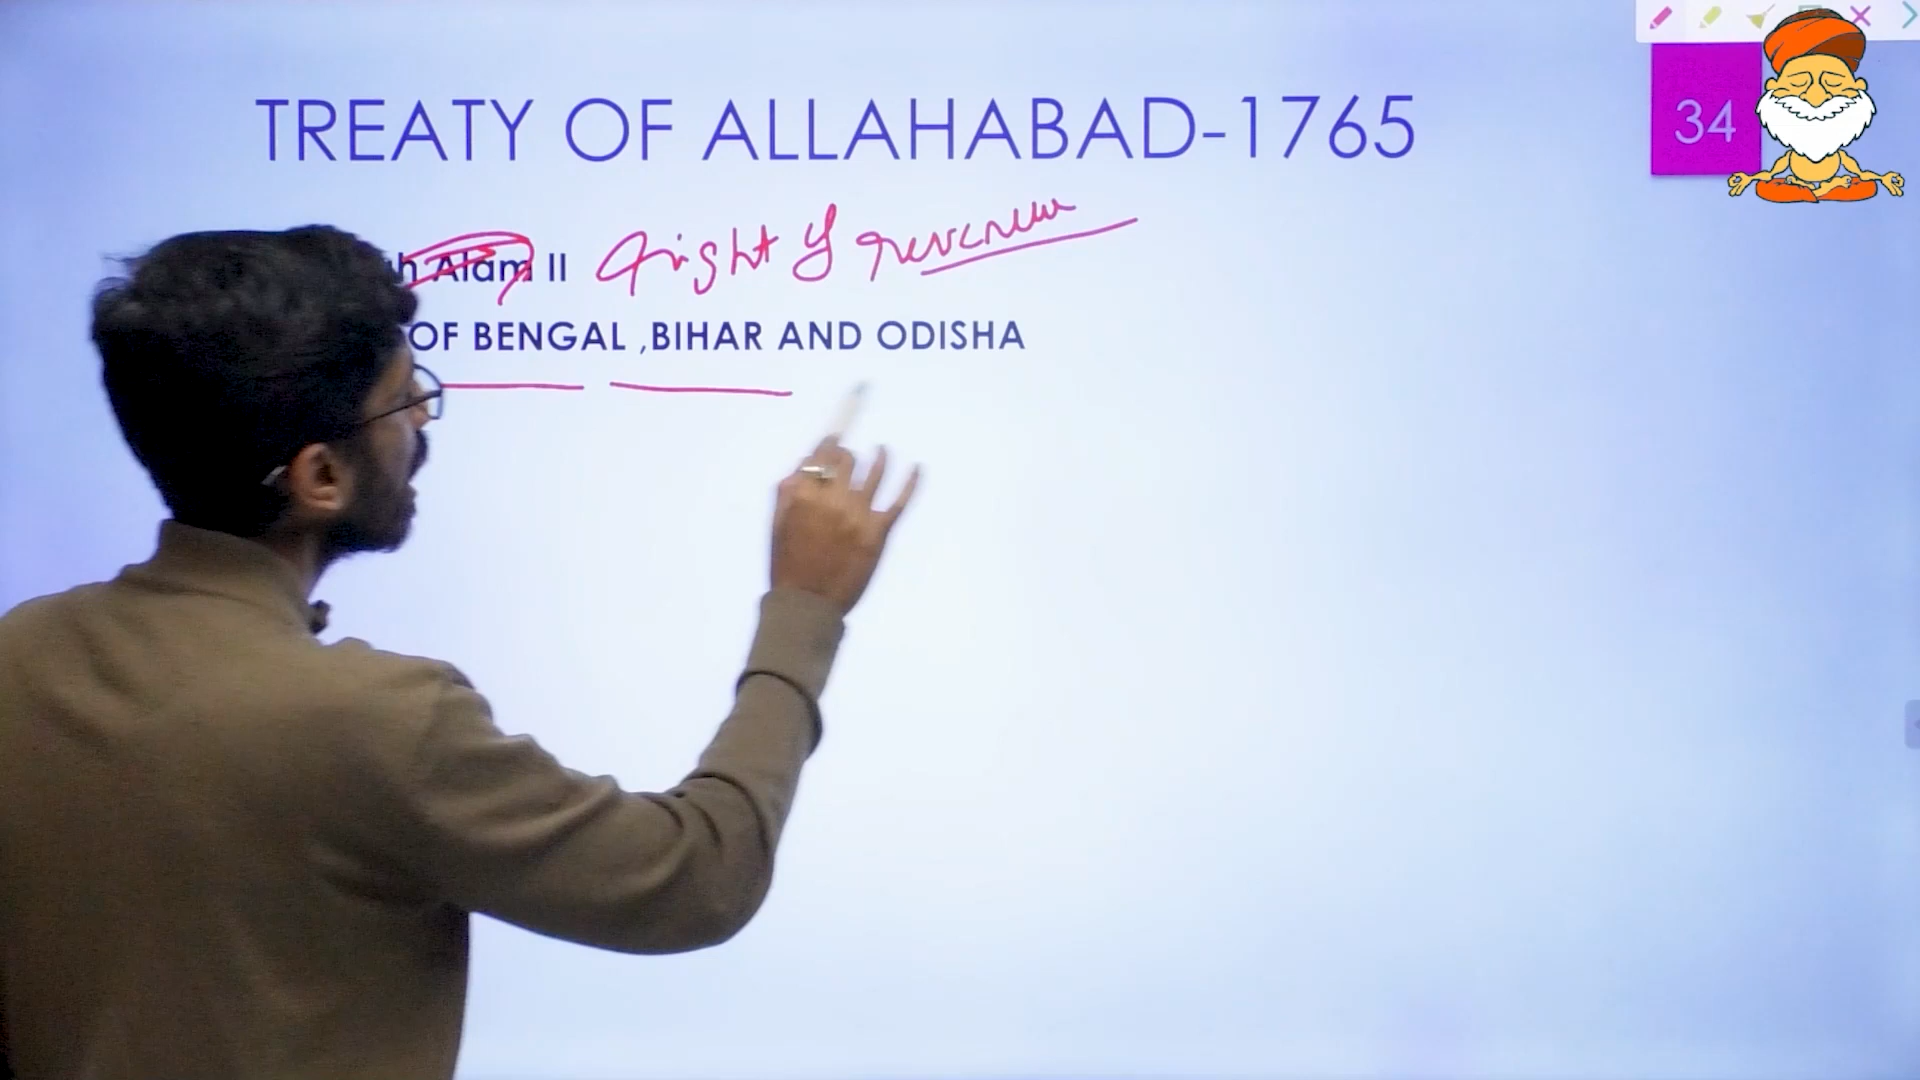 TREATY OF ALLAHABAD-1765
34
Alam II right of revenue
OF BENGAL ,BIHAR AND ODISHA